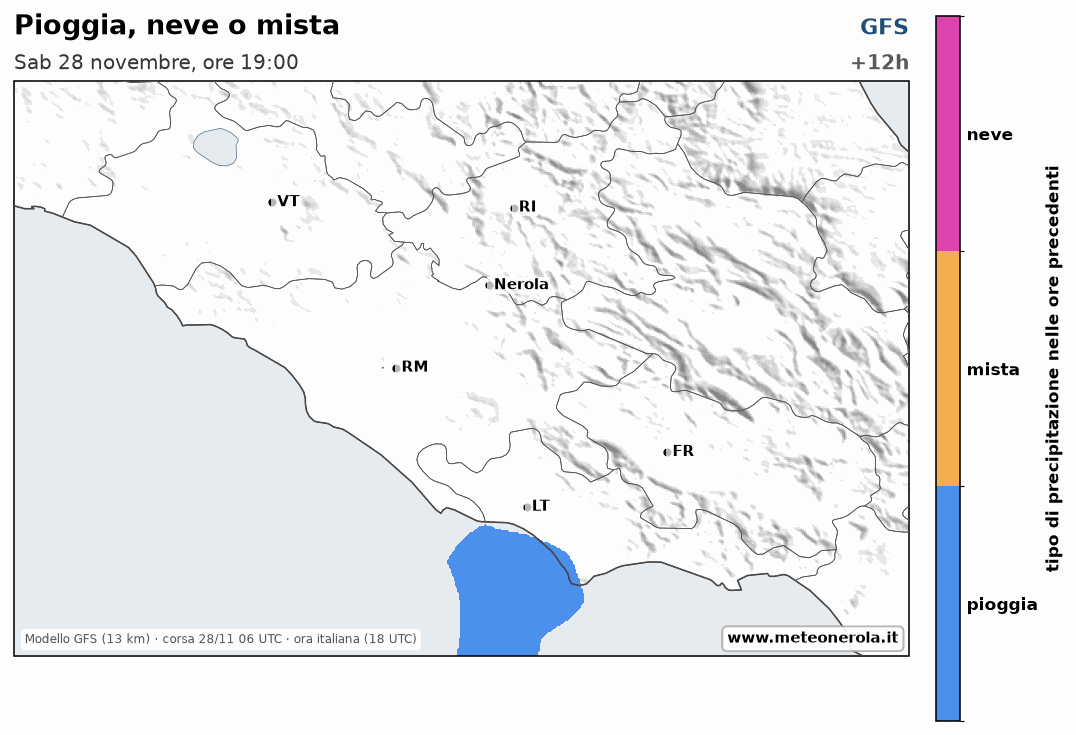 Pioggia, neve o mista
GFS
Sab 28 novembre, ore 19:00
+12h
neve
mista
pioggia
tipo di precipitazione nelle ore precedenti
VT
RI
Nerola
RM
FR
LT
Modello GFS (13 km) · corsa 28/11 06 UTC · ora italiana (18 UTC)
www.meteonerola.it